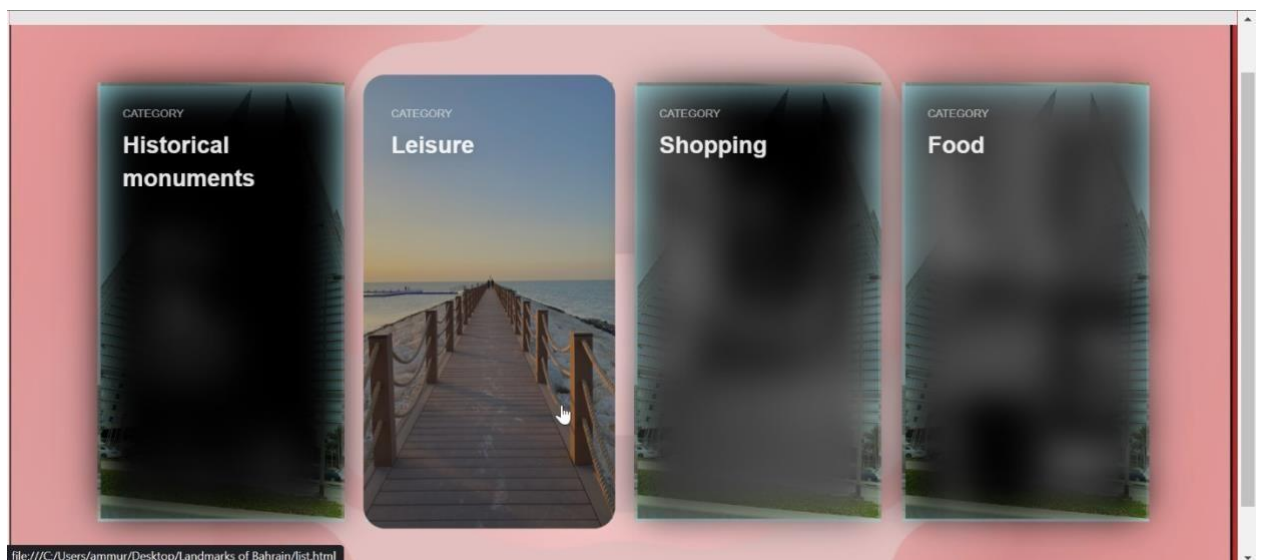 CATEGORY
Historical
monuments
CATEGORY
Leisure
CATEGORY
Shopping
CATEGORY
Food
file:///C:/Users/ammur/Desktop/Landmarks of Bahrain/list.html